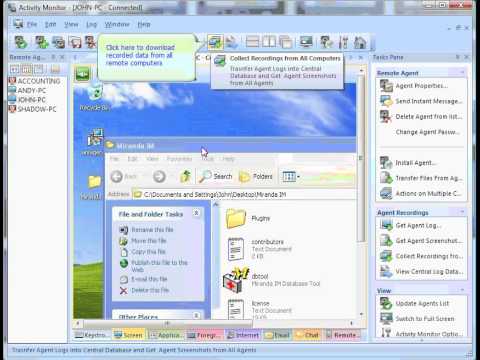 Activity Monitor - [JOHN-PC - Connected]
Click here to download
recorded data from all
remote computers
Collect Recordings from All Computers
Trasnfer Agent Logs into Central
Database and Get Agent Screenshots
from All Agents
Remote Ag...
ACCOUNTING
ANDY-PC
JOHN-PC
SHADOW-PC
Recycle Bin
Miranda IM
File Edit View Favorites Tools Help
Back Search Folders
Address C:\Documents and Settings\John\Desktop\Miranda IM
File and Folder Tasks
Rename this file
Move this file
Copy this file
Publish this file to the
Web
E-mail this file
Print this file
Delete this file
Other Places
Plugins
contributors
Text Document
2 KB
dbtool
Miranda IM Database Tool
license
Text Document
Tasks Pane
Remote Agent
Agent Properties...
Send Instant Message...
Delete Agent from list...
Change Agent Password...
Install Agent...
Transfer Files From Ag
Actions on Multiple C
Agent Recordings
Get Agent Log...
Get Agent Screenshot...
Collect Recordings from
View Central Log Data...
View
Update Agents List
Switch to Full Screen
Activity Monitor Option
Keystro... Screen Applica... Foregr... Internet Email Chat Remote
Trasnfer Agent Logs into Central Database and Get Agent Screenshots from All Agents